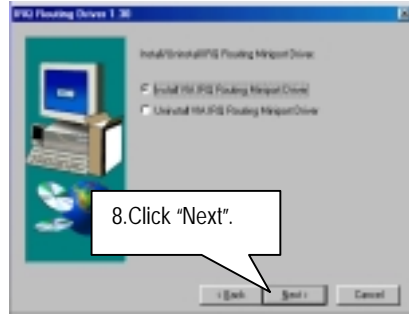 IRQ Routing Driver 1.30
Install/Uninstall IRQ Routing Miniport Driver.
Install VIA IRQ Routing Miniport Driver
Uninstall VIA IRQ Routing Miniport Driver
8.Click “Next”.
< Back
Next >
Cancel